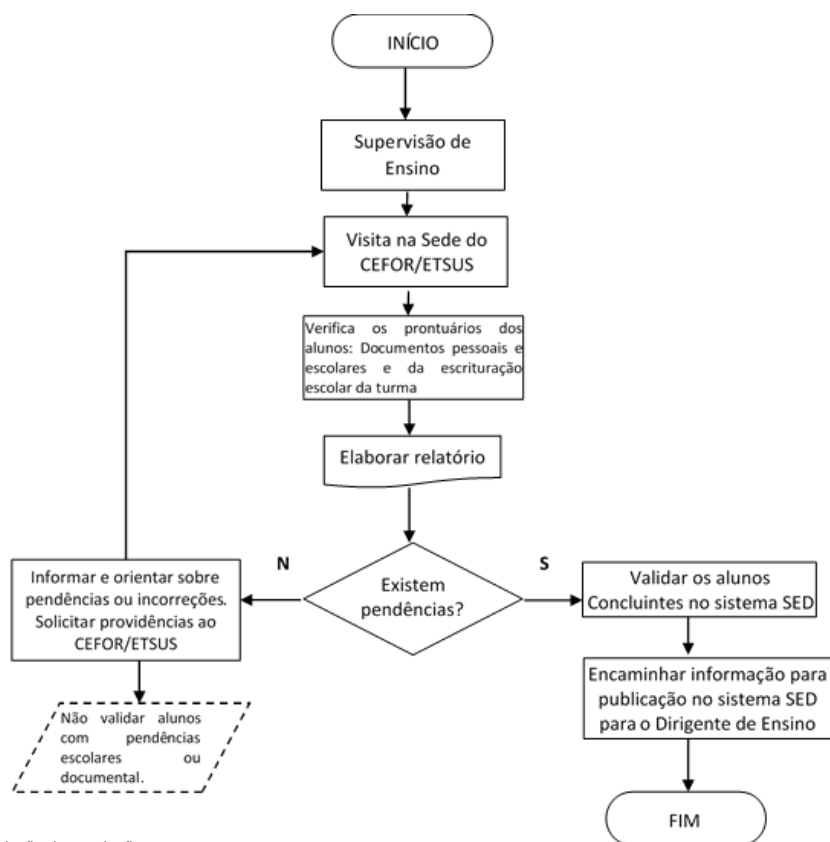 INÍCIO
Supervisão de
Ensino
Visita na Sede do
CEFOR/ETSUS
Verifica os prontuários dos
alunos: Documentos pessoais e
escolares e da escrituração
escolar da turma
Elaborar relatório
Existem
pendências?
N
S
Informar e orientar sobre
pendências ou incorreções.
Solicitar providências ao
CEFOR/ETSUS
Não validar alunos
com pendências
escolares ou
documental.
Validar os alunos
Concluintes no sistema SED
Encaminhar informação para
publicação no sistema SED
para o Dirigente de Ensino
FIM